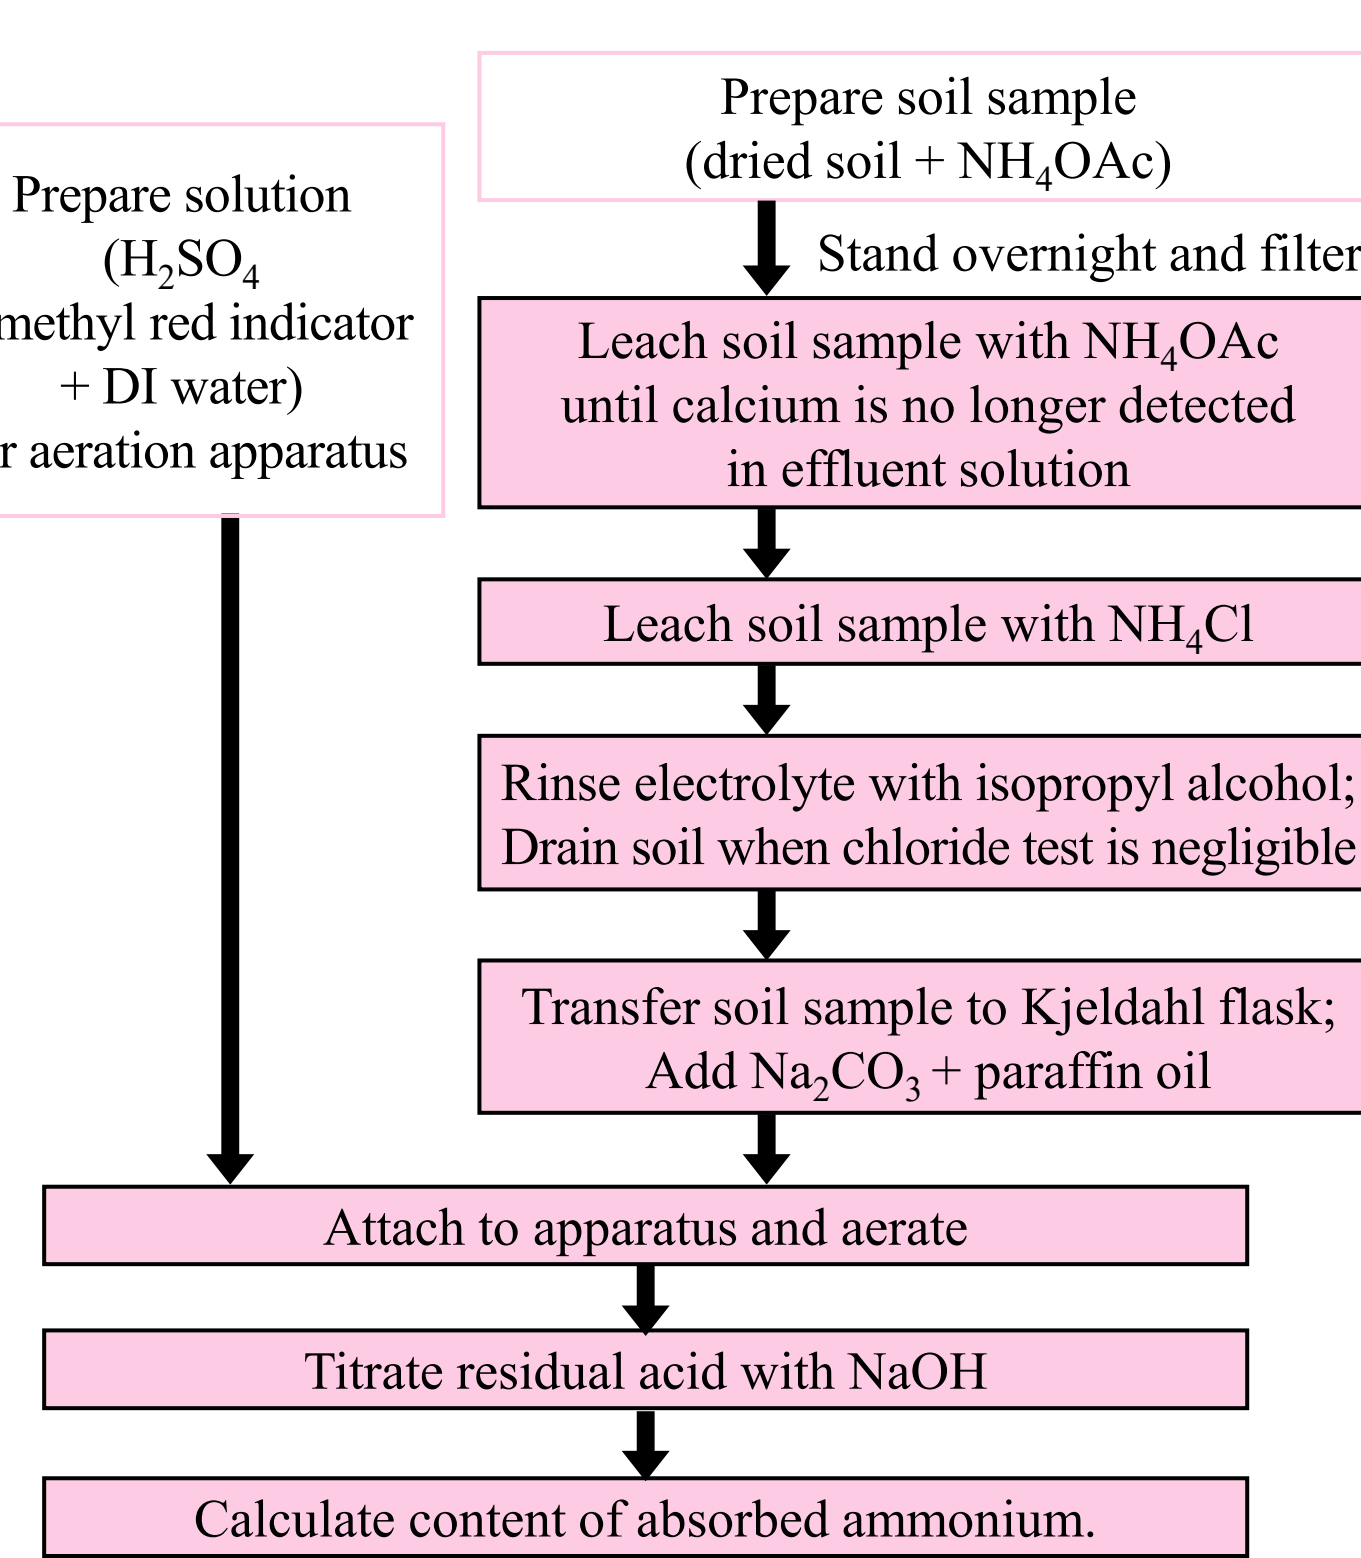 Prepare soil sample
(dried soil + NH₄OAc)
Stand overnight and filter
Prepare solution
(H₂SO₄
methyl red indicator
+ DI water)
r aeration apparatus
Leach soil sample with NH₄OAc
until calcium is no longer detected
in effluent solution
Leach soil sample with NH₄Cl
Rinse electrolyte with isopropyl alcohol;
Drain soil when chloride test is negligible
Transfer soil sample to Kjeldahl flask;
Add Na₂CO₃ + paraffin oil
Attach to apparatus and aerate
Titrate residual acid with NaOH
Calculate content of absorbed ammonium.